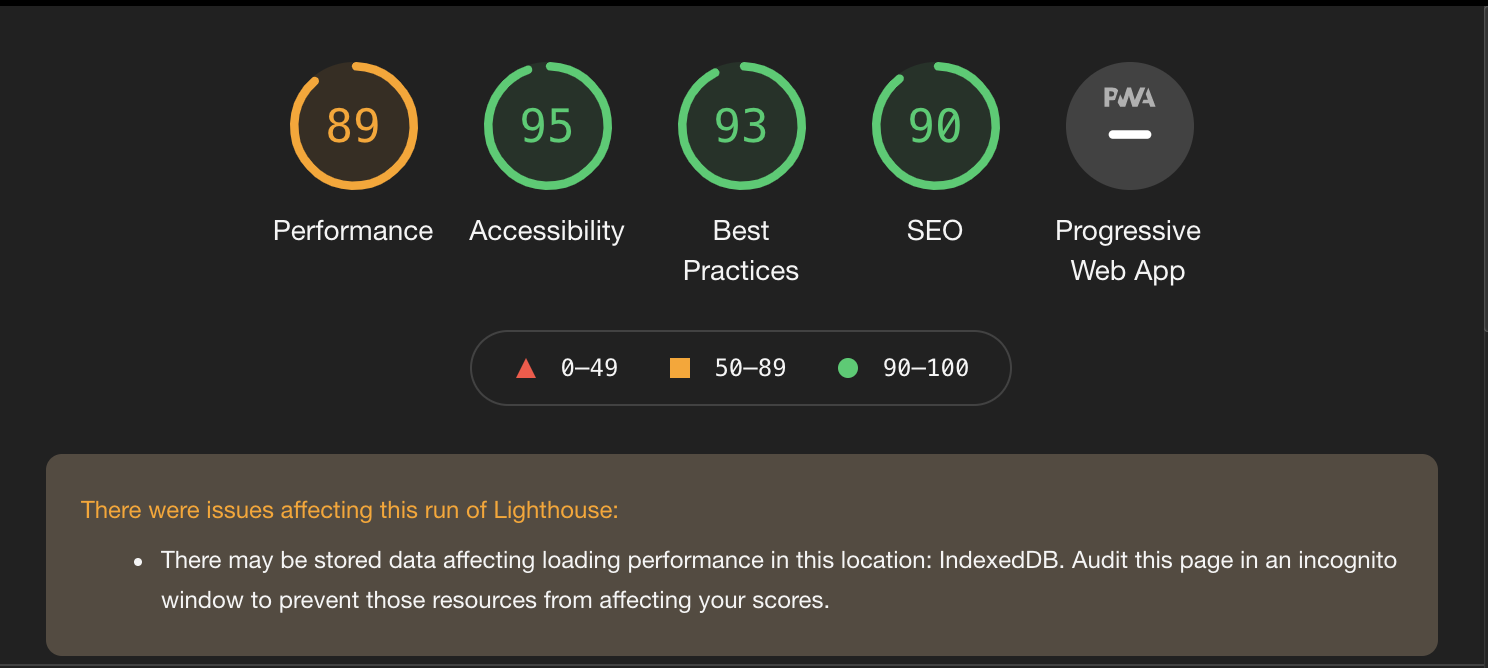 89 95 93 90 PWA
Performance Accessibility Best Practices SEO Progressive Web App
0–49 50–89 90–100
There were issues affecting this run of Lighthouse:
• There may be stored data affecting loading performance in this location: IndexedDB. Audit this page in an incognito
window to prevent those resources from affecting your scores.